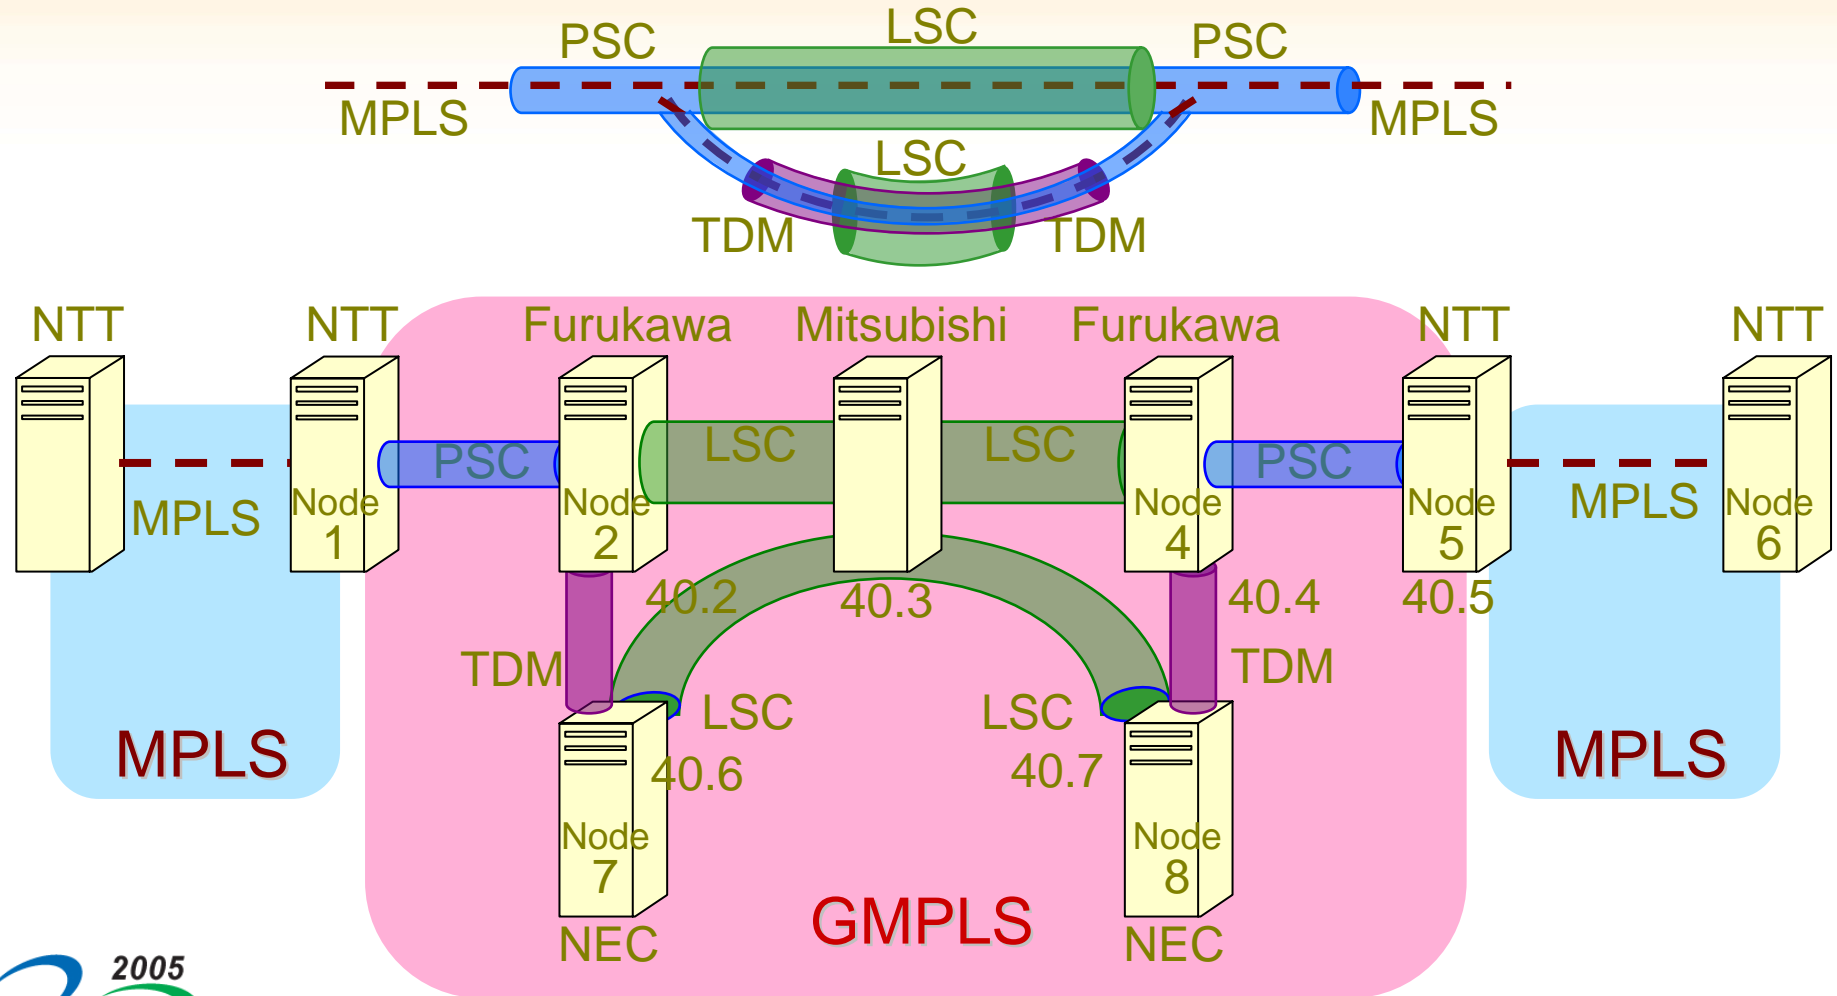 PSC LSC PSC
MPLS MPLS
LSC
TDM TDM
NTT NTT Furukawa Mitsubishi Furukawa NTT NTT
PSC LSC LSC PSC
MPLS Node 1 Node 2 Node 4 Node 5 MPLS Node 6
40.2 40.3 40.4 40.5
TDM TDM
LSC LSC
MPLS 40.6 40.7 MPLS
Node 7 Node 8
GMPLS
NEC NEC
2005